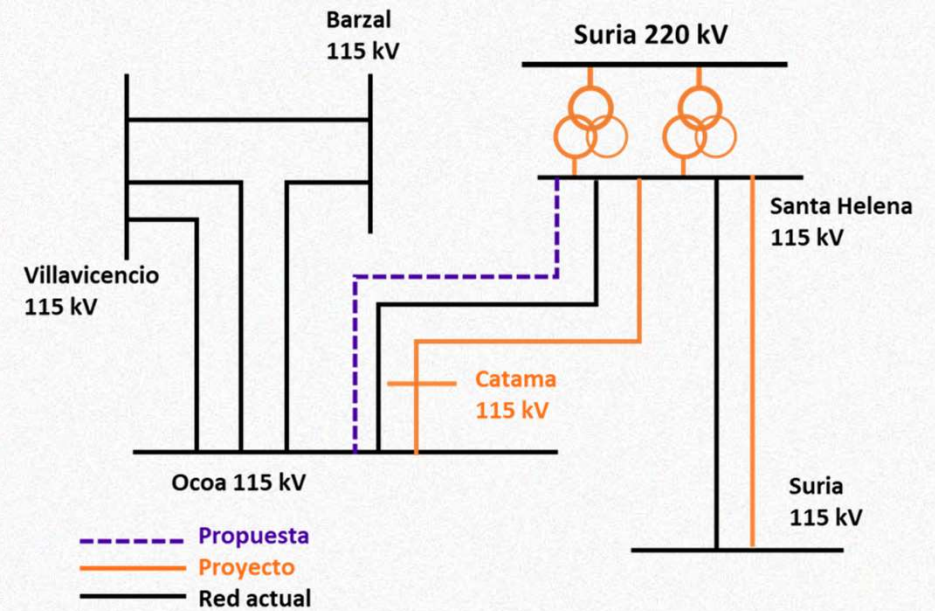 Barzal
115 kV
Suria 220 kV
Santa Helena
115 kV
Villavicencio
115 kV
Catama
115 kV
Ocoa 115 kV
Suria
115 kV
Propuesta
Proyecto
Red actual